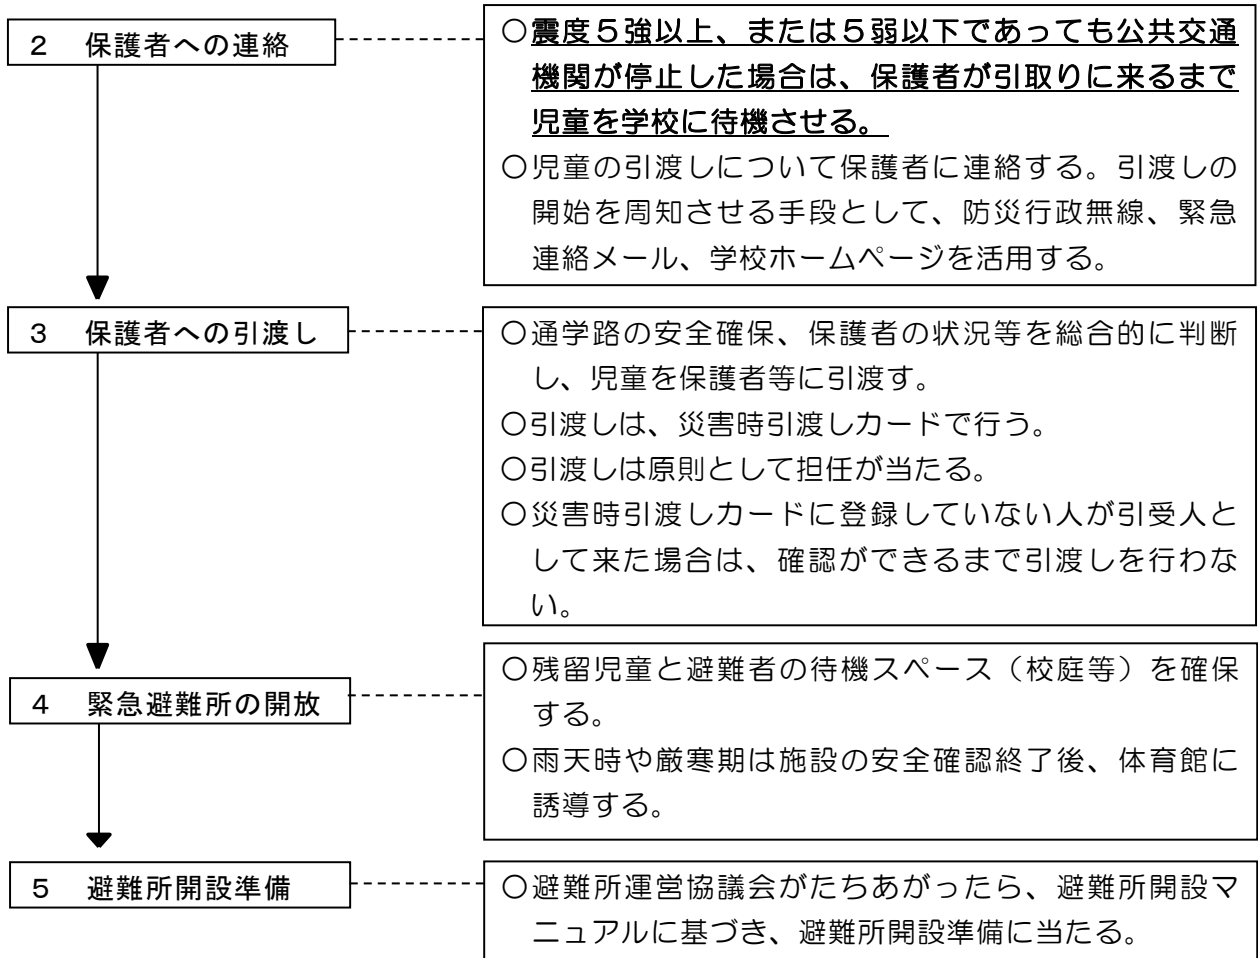 ２　保護者への連絡
○震度５強以上、または５弱以下であっても公共交通
機関が停止した場合は、保護者が引取りに来るまで
児童を学校に待機させる。
○児童の引渡しについて保護者に連絡する。引渡しの
開始を周知させる手段として、防災行政無線、緊急
連絡メール、学校ホームページを活用する。
３　保護者への引渡し
○通学路の安全確保、保護者の状況等を総合的に判断
し、児童を保護者等に引渡す。
○引渡しは、災害時引渡しカードで行う。
○引渡しは原則として担任が当たる。
○災害時引渡しカードに登録していない人が引受人と
して来た場合は、確認ができるまで引渡しを行わな
い。
４　緊急避難所の開放
○残留児童と避難者の待機スペース（校庭等）を確保
する。
○雨天時や厳寒期は施設の安全確認終了後、体育館に
誘導する。
５　避難所開設準備
○避難所運営協議会がたちあがったら、避難所開設マ
ニュアルに基づき、避難所開設準備に当たる。